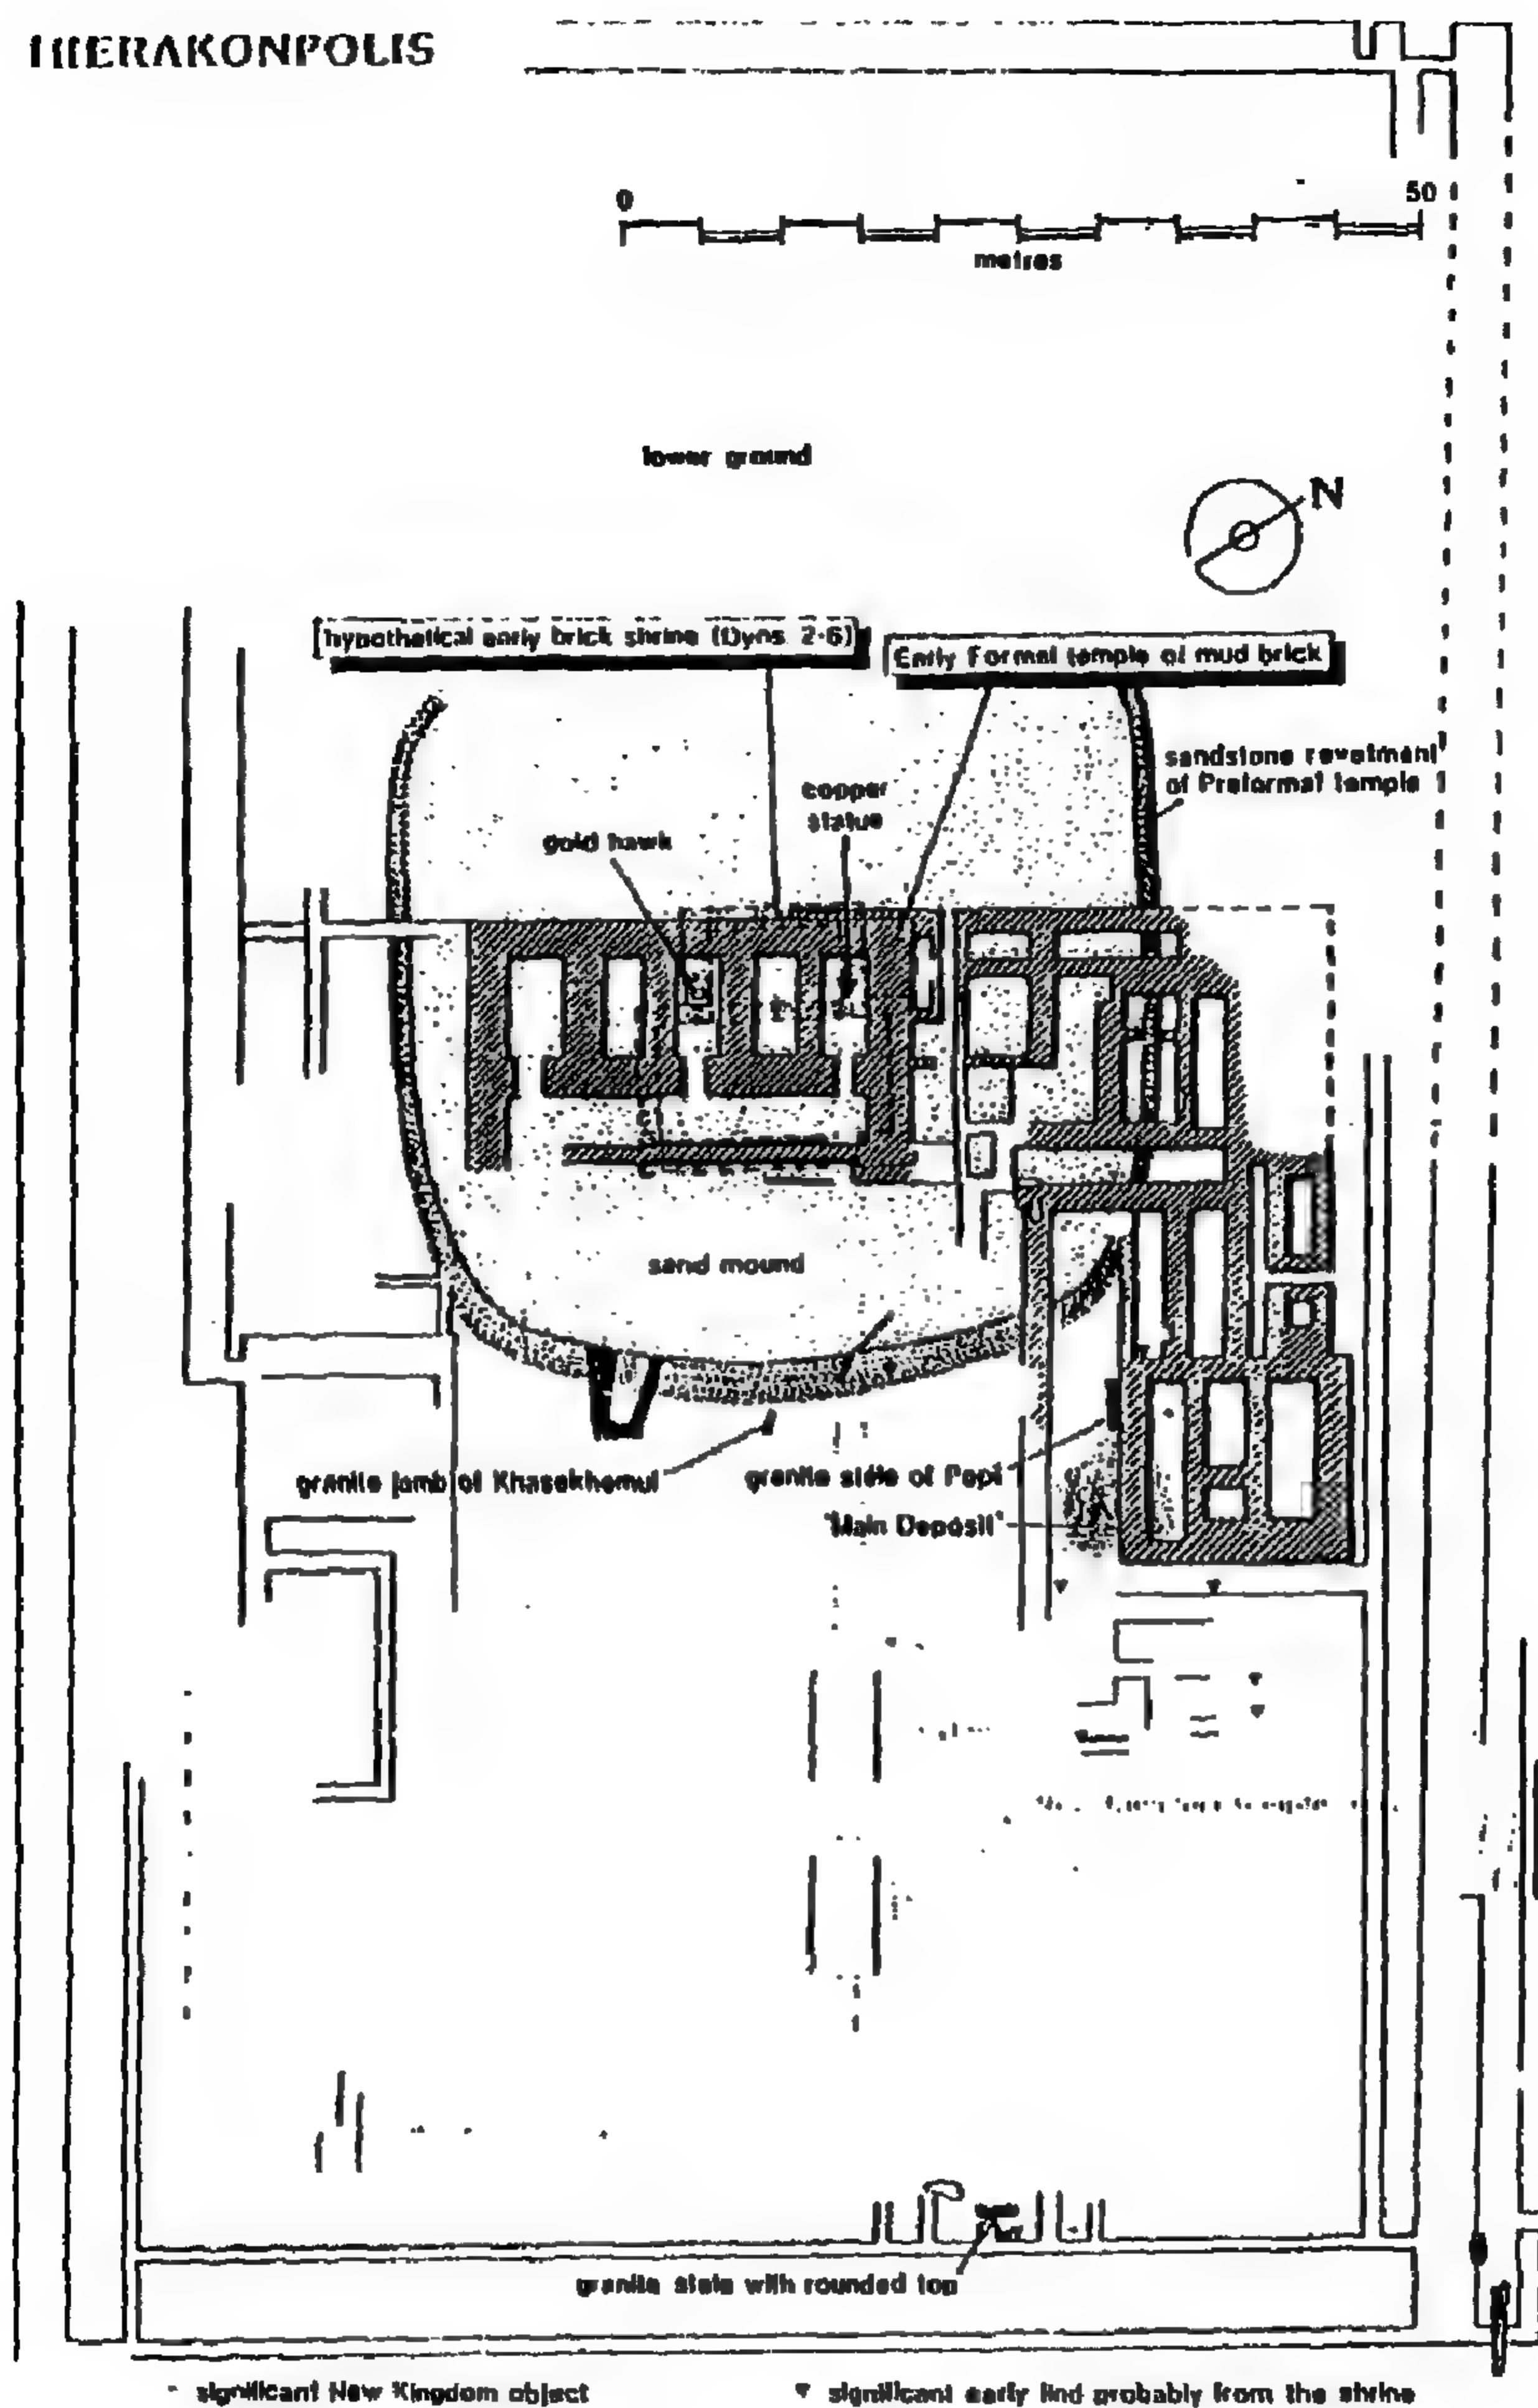 HIERAKONPOLIS
0 50
metres
lower ground
N
hypothetical early brick shrine (Dyns. 2-6)
Early Formal temple of mud brick
sandstone revetment
of Preformal temple
copper
statue
gold hawk
sand mound
granite jamb of Khasekhemui
granite stele of Pepi
'Main Deposit'
granite stele with rounded top
significant New Kingdom object
significant early find probably from the shrine